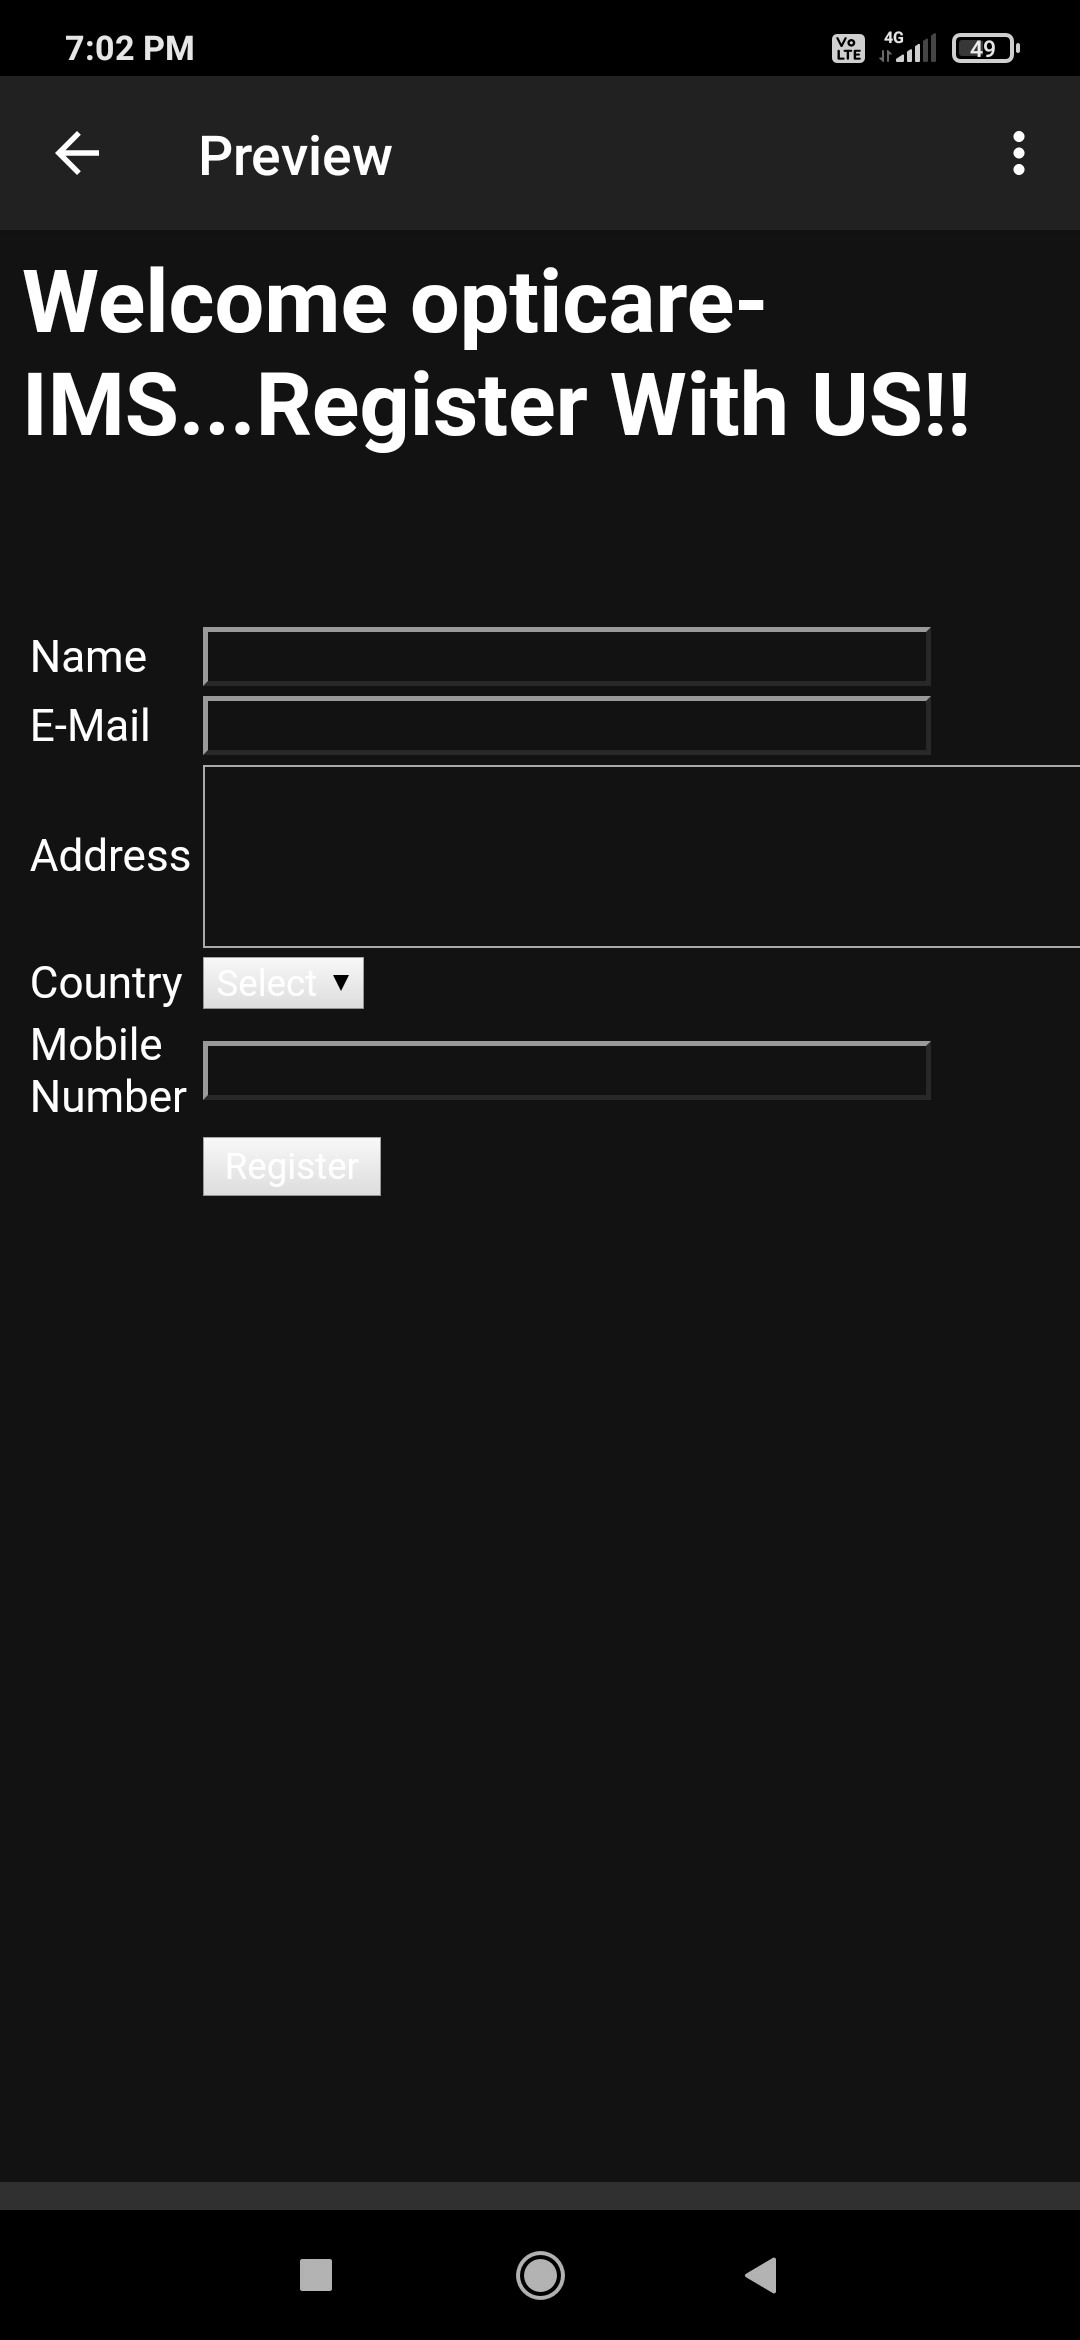 7:02 PM
Vo LTE
4G
49
Preview
Welcome opticare-
IMS...Register With US!!
Name
E-Mail
Address
Country
Select
Mobile
Number
Register